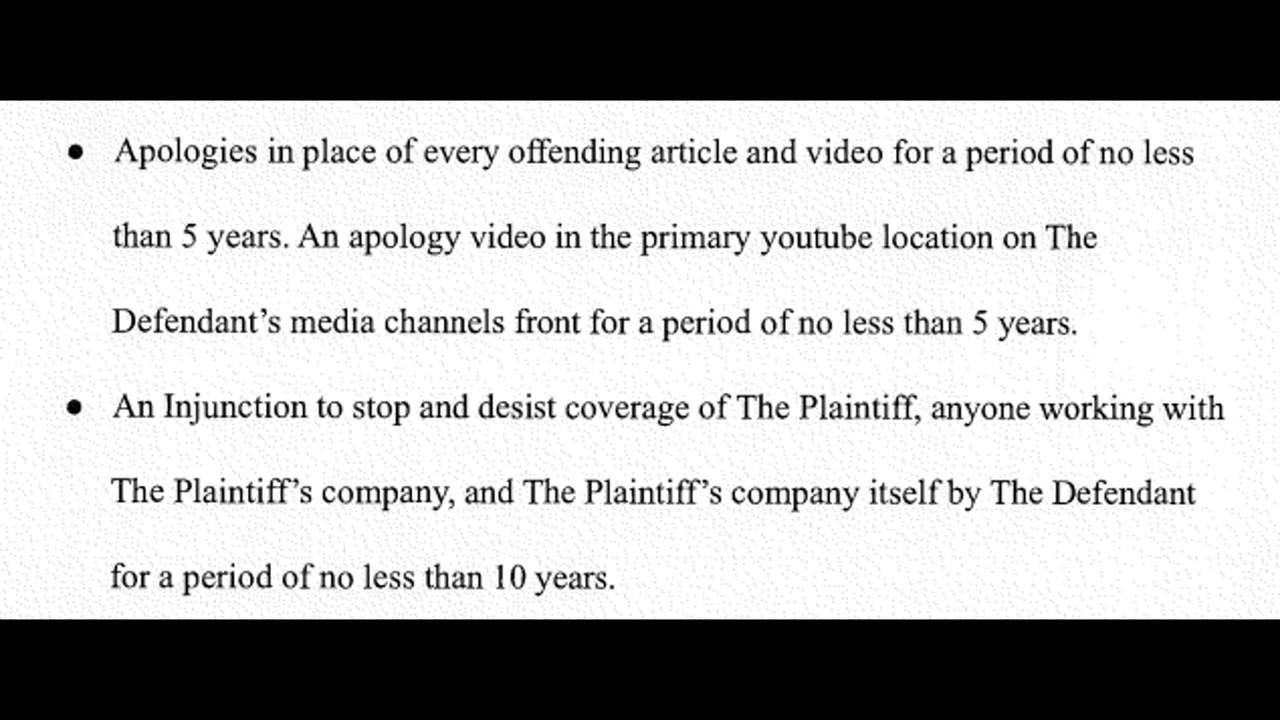 ● Apologies in place of every offending article and video for a period of no less
than 5 years. An apology video in the primary youtube location on The
Defendant’s media channels front for a period of no less than 5 years.
● An Injunction to stop and desist coverage of The Plaintiff, anyone working with
The Plaintiff’s company, and The Plaintiff’s company itself by The Defendant
for a period of no less than 10 years.